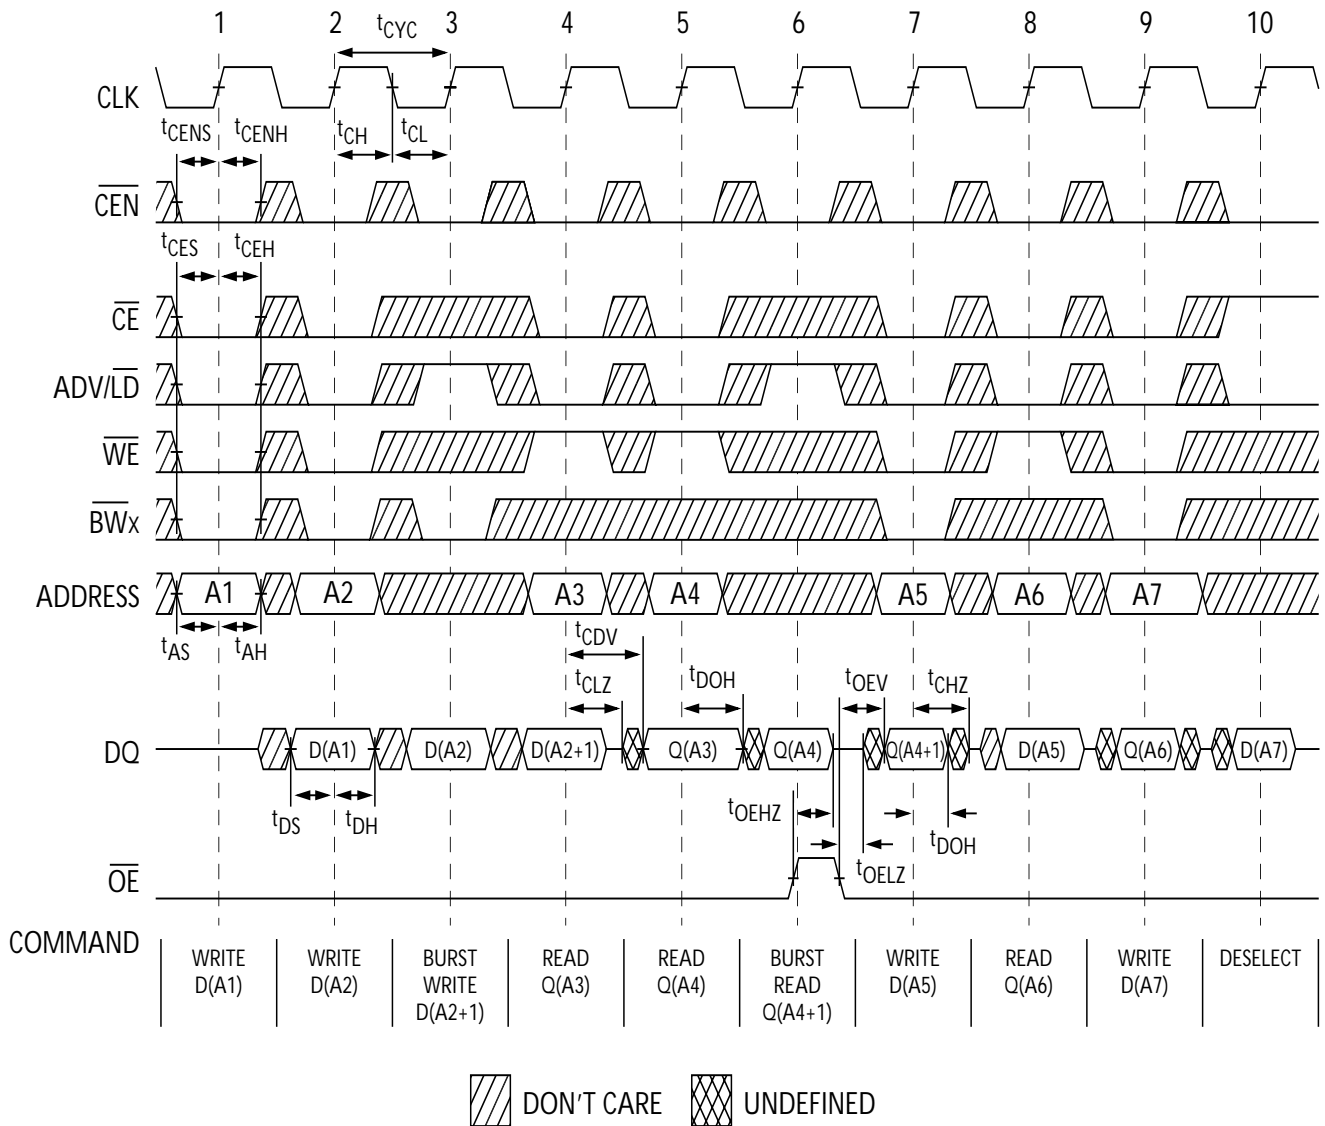 1 2 3 4 5 6 7 8 9 10
tCYC
CLK
tCENS tCENH tCH tCL
CEN
tCES tCEH
CE
ADV/LD
WE
BWx
ADDRESS A1 A2 A3 A4 A5 A6 A7
tAS tAH tCDV
tCLZ tDOH tOEV tCHZ
DQ D(A1) D(A2) D(A2+1) Q(A3) Q(A4) Q(A4+1) D(A5) Q(A6) D(A7)
tDS tDH tOEHZ tDOH
tOELZ
OE
COMMAND
WRITE WRITE BURST READ READ BURST WRITE READ WRITE DESELECT
D(A1) D(A2) WRITE Q(A3) Q(A4) READ D(A5) Q(A6) D(A7)
D(A2+1) Q(A4+1)
DON'T CARE UNDEFINED